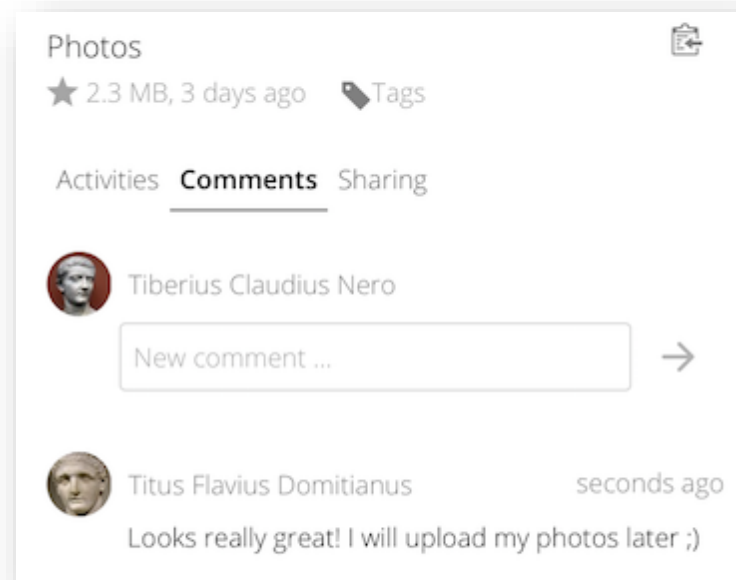 Photos
2.3 MB, 3 days ago Tags
Activities Comments Sharing
Tiberius Claudius Nero
New comment ...
Titus Flavius Domitianus seconds ago
Looks really great! I will upload my photos later ;)